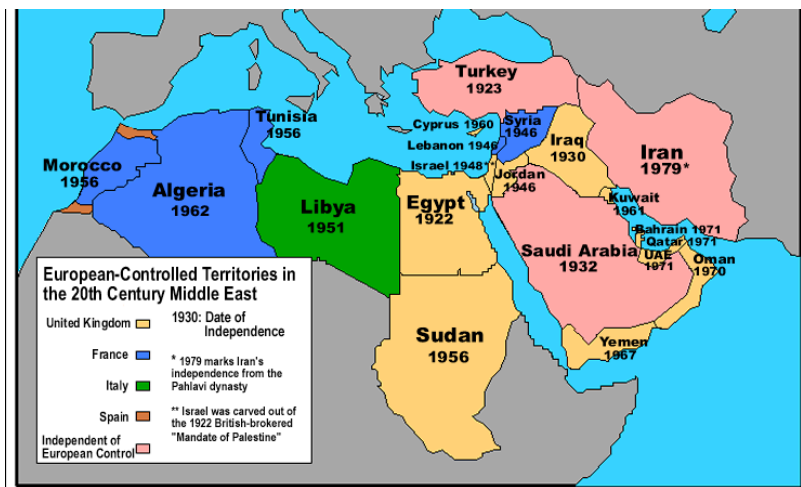 Turkey
1923
Tunisia
1956
Cyprus 1960
Syria
1946
Lebanon 1946
Iraq
1930
Israel 1948**
Iran
1979*
Morocco
1956
Algeria
1962
Jordan
1946
Libya
1951
Egypt
1922
Kuwait
1961
Bahrain 1971
Qatar 1971
Saudi Arabia
1932
UAE
1971
Oman
1970
Sudan
1956
Yemen
1967
European-Controlled Territories in
the 20th Century Middle East
United Kingdom
France
Italy
Spain
Independent of
European Control
1930: Date of
Independence
* 1979 marks Iran's
independence from the
Pahlavi dynasty
** Israel was carved out of
the 1922 British-brokered
"Mandate of Palestine"